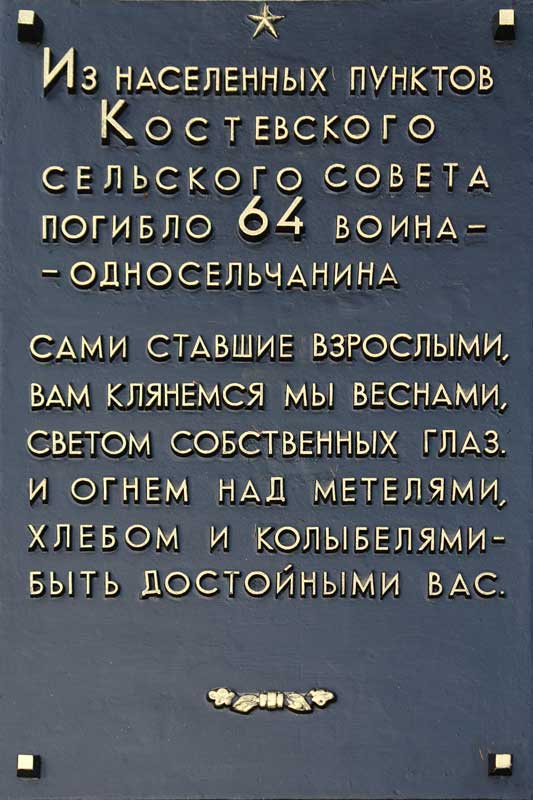 Из населенных пунктов
Костевского
сельского совета
погибло 64 воина-
-односельчанина
сами ставшие взрослыми,
вам клянемся мы веснами,
светом собственных глаз.
и огнем над метелями,
хлебом и колыбелями-
быть достойными вас.